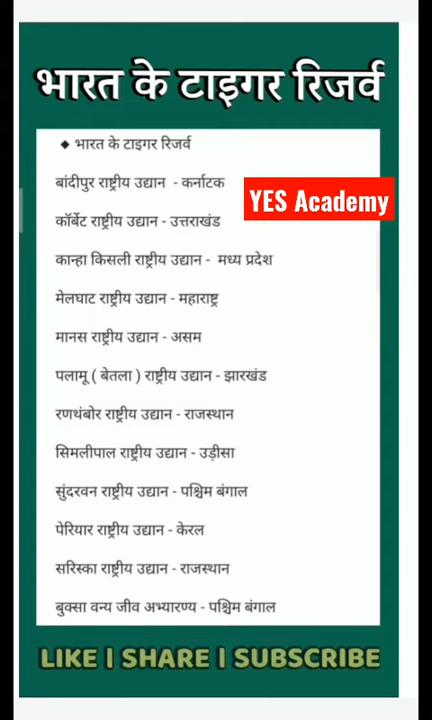 भारत के टाइगर रिजर्व
◆ भारत के टाइगर रिजर्व
बांदीपुर राष्ट्रीय उद्यान - कर्नाटक
YES Academy
कॉर्बेट राष्ट्रीय उद्यान - उत्तराखंड
कान्हा किसली राष्ट्रीय उद्यान - मध्य प्रदेश
मेलघाट राष्ट्रीय उद्यान - महाराष्ट्र
मानस राष्ट्रीय उद्यान - असम
पलामू ( बेतला ) राष्ट्रीय उद्यान - झारखंड
रणथंबोर राष्ट्रीय उद्यान - राजस्थान
सिमलीपाल राष्ट्रीय उद्यान - उड़ीसा
सुंदरवन राष्ट्रीय उद्यान - पश्चिम बंगाल
पेरियार राष्ट्रीय उद्यान - केरल
सरिस्का राष्ट्रीय उद्यान - राजस्थान
बुक्सा वन्य जीव अभ्यारण्य - पश्चिम बंगाल
LIKE | SHARE | SUBSCRIBE